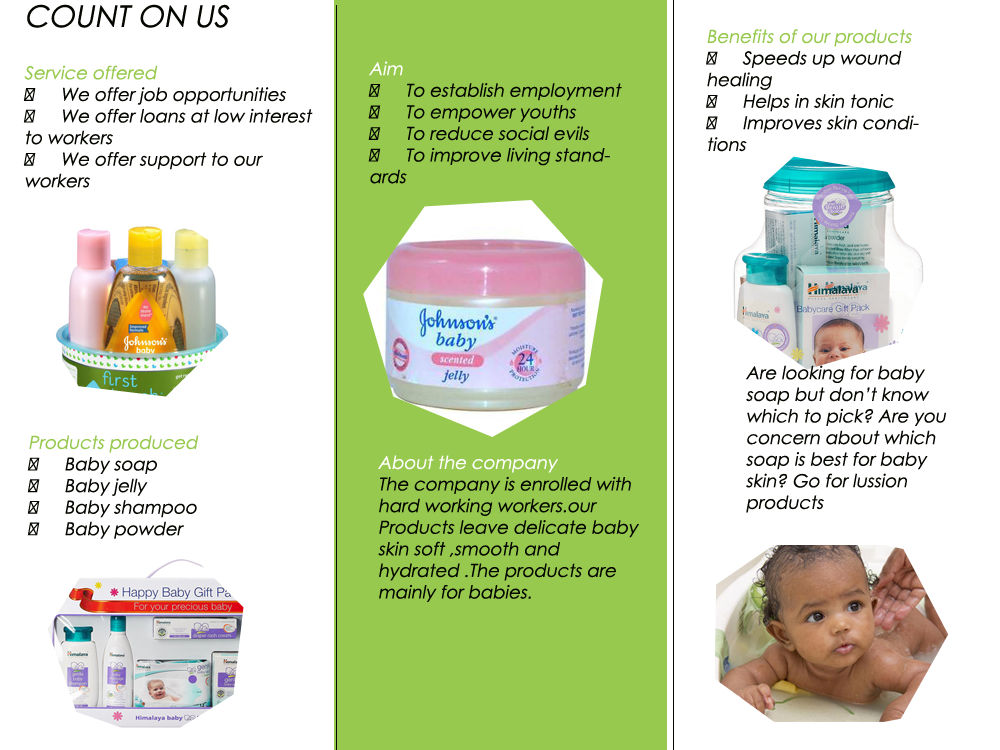 COUNT ON US
Service offered
We offer job opportunities
We offer loans at low interest
to workers
We offer support to our
workers
Johnson's
baby
first
Products produced
Baby soap
Baby jelly
Baby shampoo
Baby powder
Happy Baby Gift Pa
For your precious baby
Himalaya baby
Aim
To establish employment
To empower youths
To reduce social evils
To improve living stand-
ards
Johnson's
baby
scented
jelly
MOISTURE
24
HOUR
PROTECTION
About the company
The company is enrolled with
hard working workers.our
Products leave delicate baby
skin soft ,smooth and
hydrated .The products are
mainly for babies.
Benefits of our products
Speeds up wound
healing
Helps in skin tonic
Improves skin condi-
tions
Himalaya
Babycare Gift Pack
Are looking for baby
soap but don't know
which to pick? Are you
concern about which
soap is best for baby
skin? Go for lussion
products